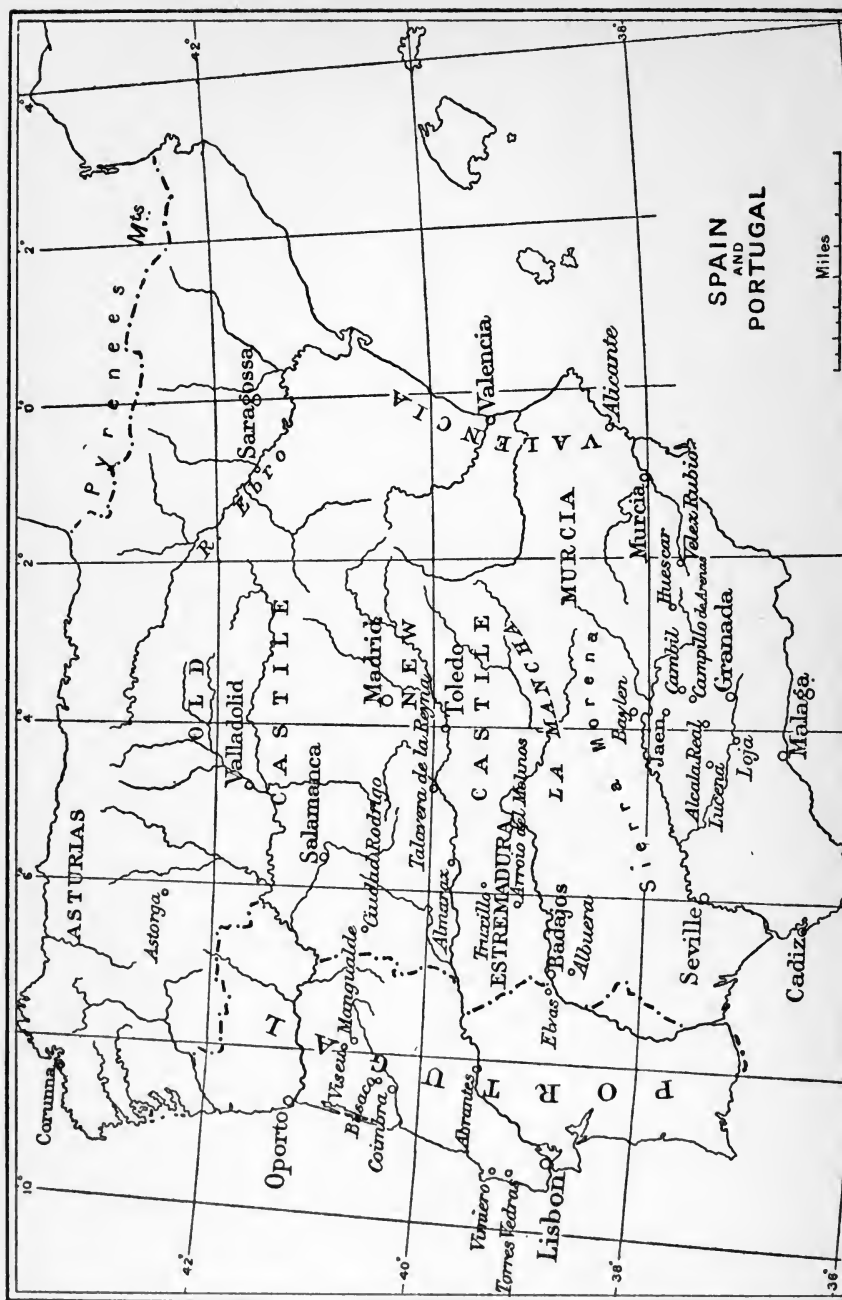 SPAIN
AND
PORTUGAL
Miles
10°
6°
4°
2°
0°
2°
4°
42°
42°
40°
38°
38°
36°
Pyrenees Mts
Corunna
ASTURIAS
Astorga
OLD
CASTILE
Valladolid
R. Ebro
Saragossa
Oporto
Salamanca
Viseu
Mangualde
Busaco
Coimbra
Ciudad Rodrigo
Madrid
NEW
CASTILE
Talavera de la Reyna
Toledo
Almarax
VALENCIA
Valencia
PORTUGAL
Abrantes
Vimiero
Torres Vedras
Lisbon
Truxillo
ESTREMADURA
Arroio del Molinos
LA MANCHA
Elvas
Badajos
Albuera
MURCIA
Alicante
Sierra Morena
Baylen
Murcia
Jaen
Cambil
Huescar
Velez Rubio
Campillo de Arenas
Seville
Alcala Real
Lucena
Loja
Granada
Cadiz
Malaga